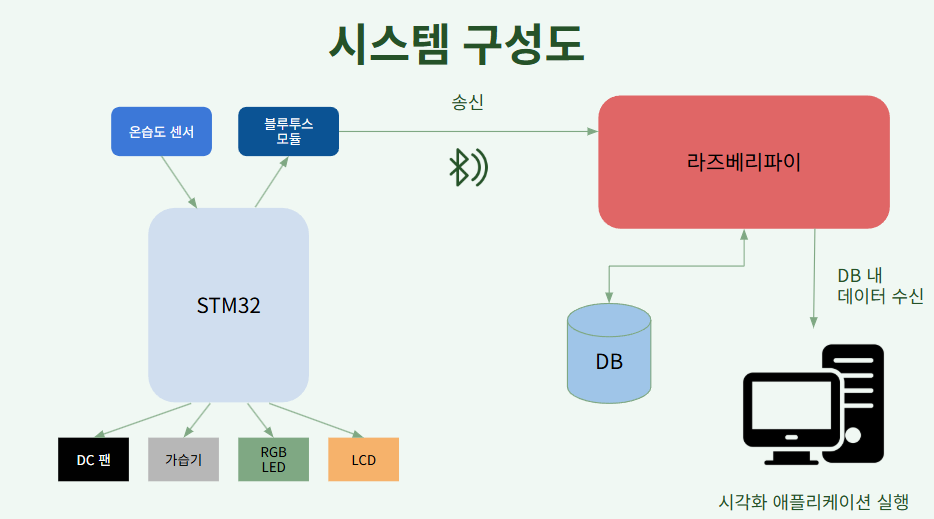 시스템 구성도
송신
온습도 센서
블루투스
모듈
라즈베리파이
STM32
DB 내
데이터 수신
DB
DC 팬
가습기
RGB
LED
LCD
시각화 애플리케이션 실행